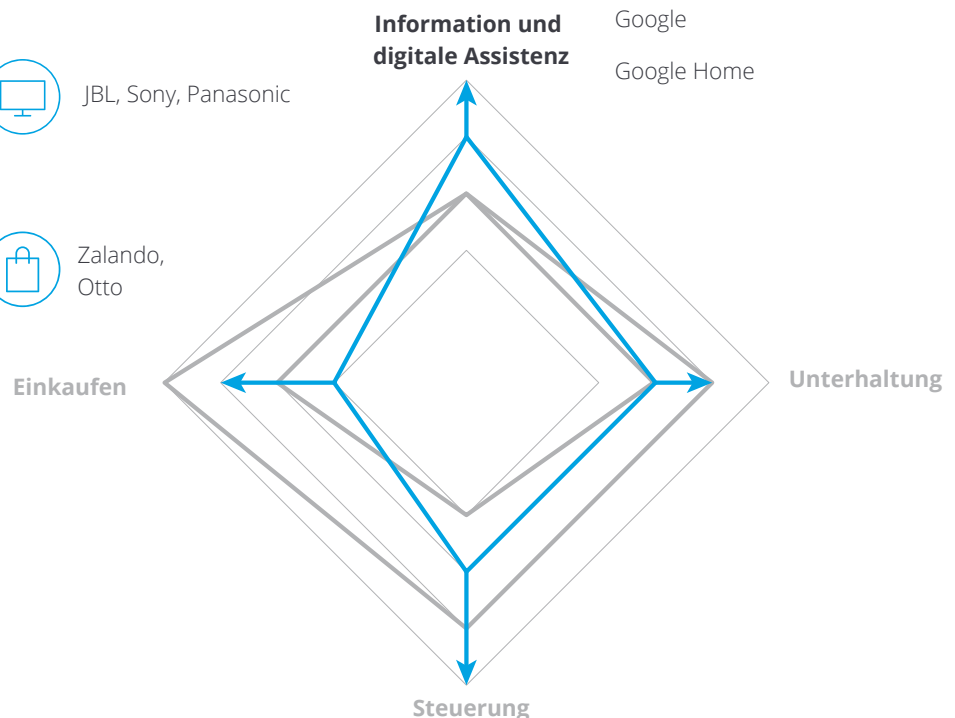 Information und
digitale Assistenz
Google
Google Home
JBL, Sony, Panasonic
Zalando,
Otto
Einkaufen
Unterhaltung
Steuerung